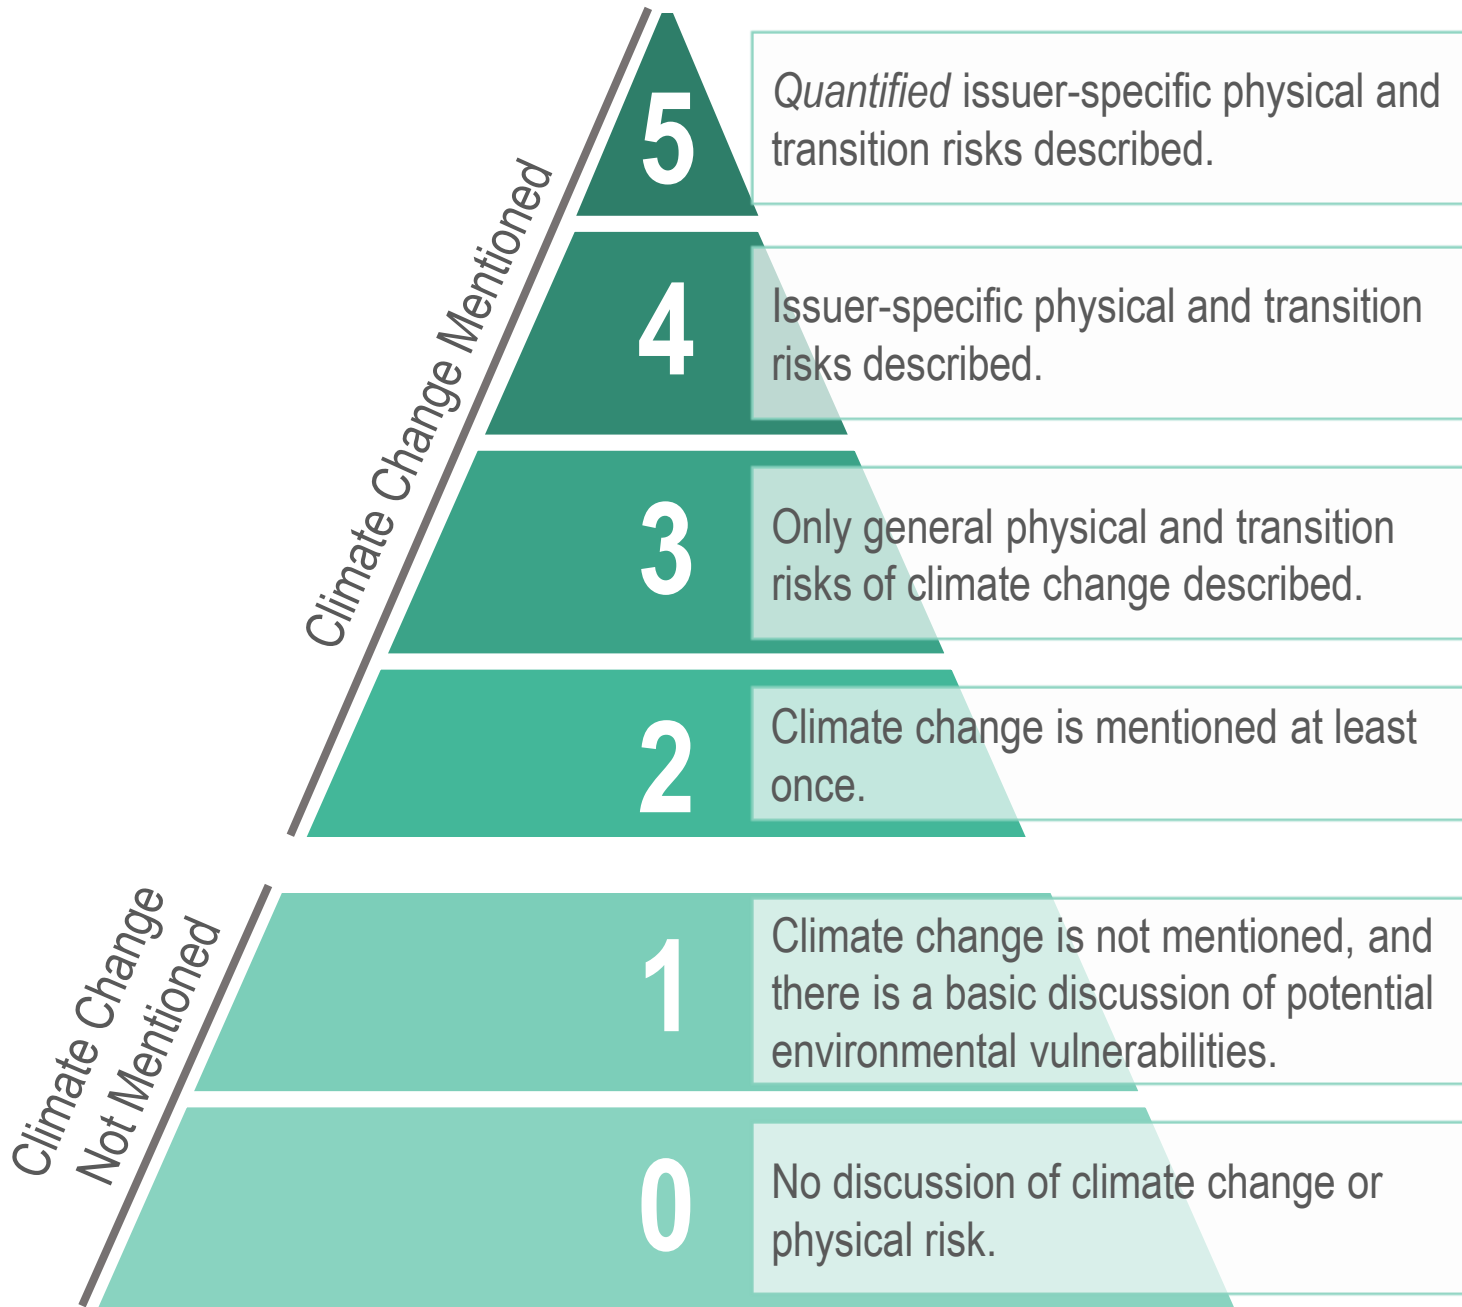 Climate Change Mentioned
5
Quantified issuer-specific physical and
transition risks described.
4
Issuer-specific physical and transition
risks described.
3
Only general physical and transition
risks of climate change described.
2
Climate change is mentioned at least
once.
Climate Change
Not Mentioned
1
Climate change is not mentioned, and
there is a basic discussion of potential
environmental vulnerabilities.
0
No discussion of climate change or
physical risk.